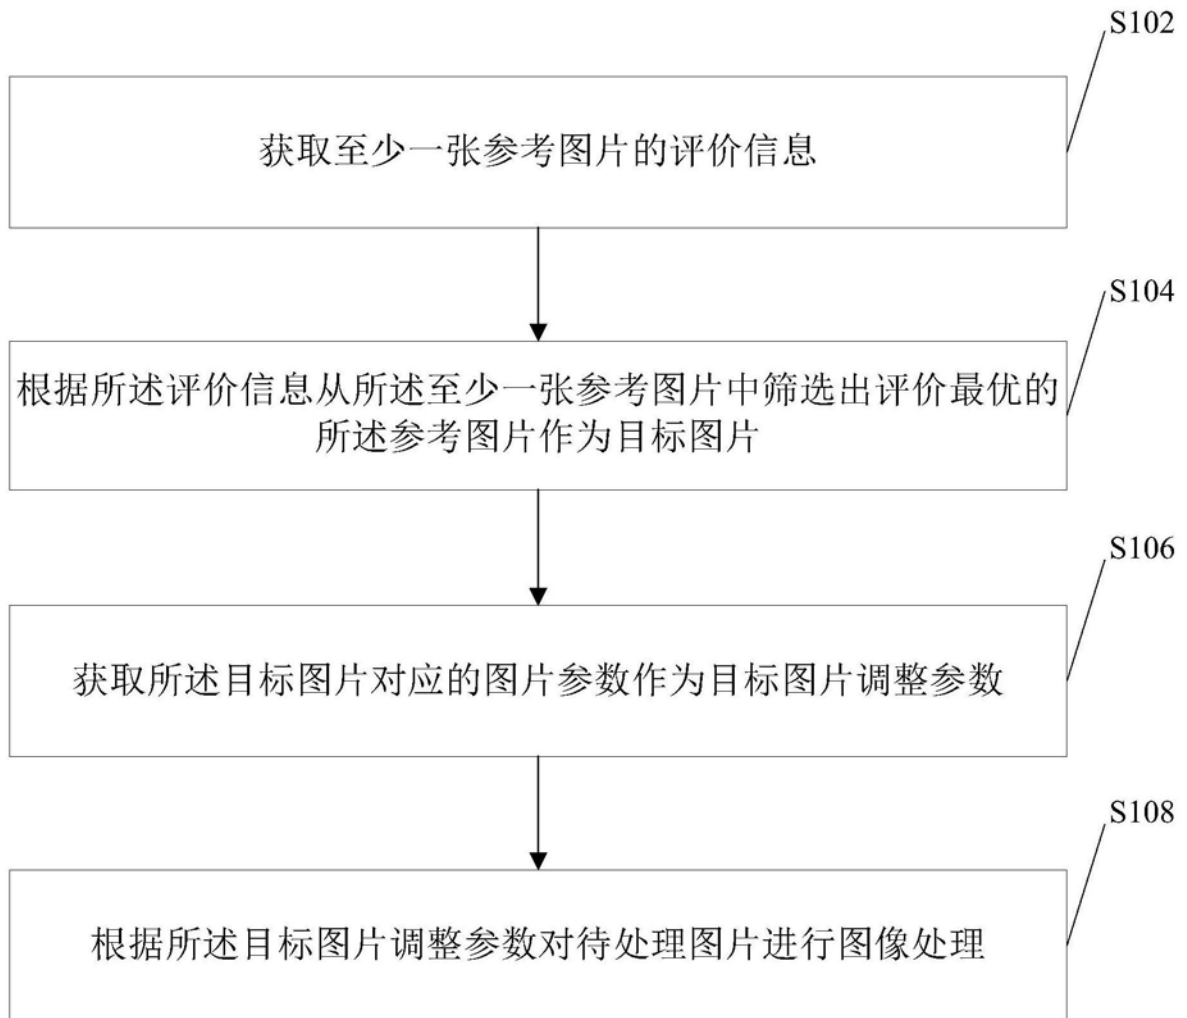 S102
获取至少一张参考图片的评价信息
S104
根据所述评价信息从所述至少一张参考图片中筛选出评价最优的
所述参考图片作为目标图片
S106
获取所述目标图片对应的图片参数作为目标图片调整参数
S108
根据所述目标图片调整参数对待处理图片进行图像处理